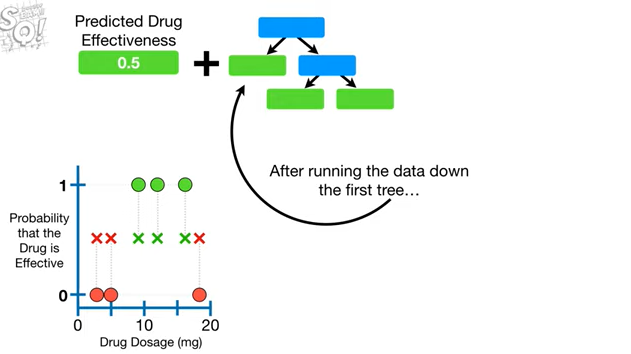 SQ!
Predicted Drug
Effectiveness
0.5
+
After running the data down
the first tree…
Probability
that the
Drug is
Effective
1
0
0
10
20
Drug Dosage (mg)